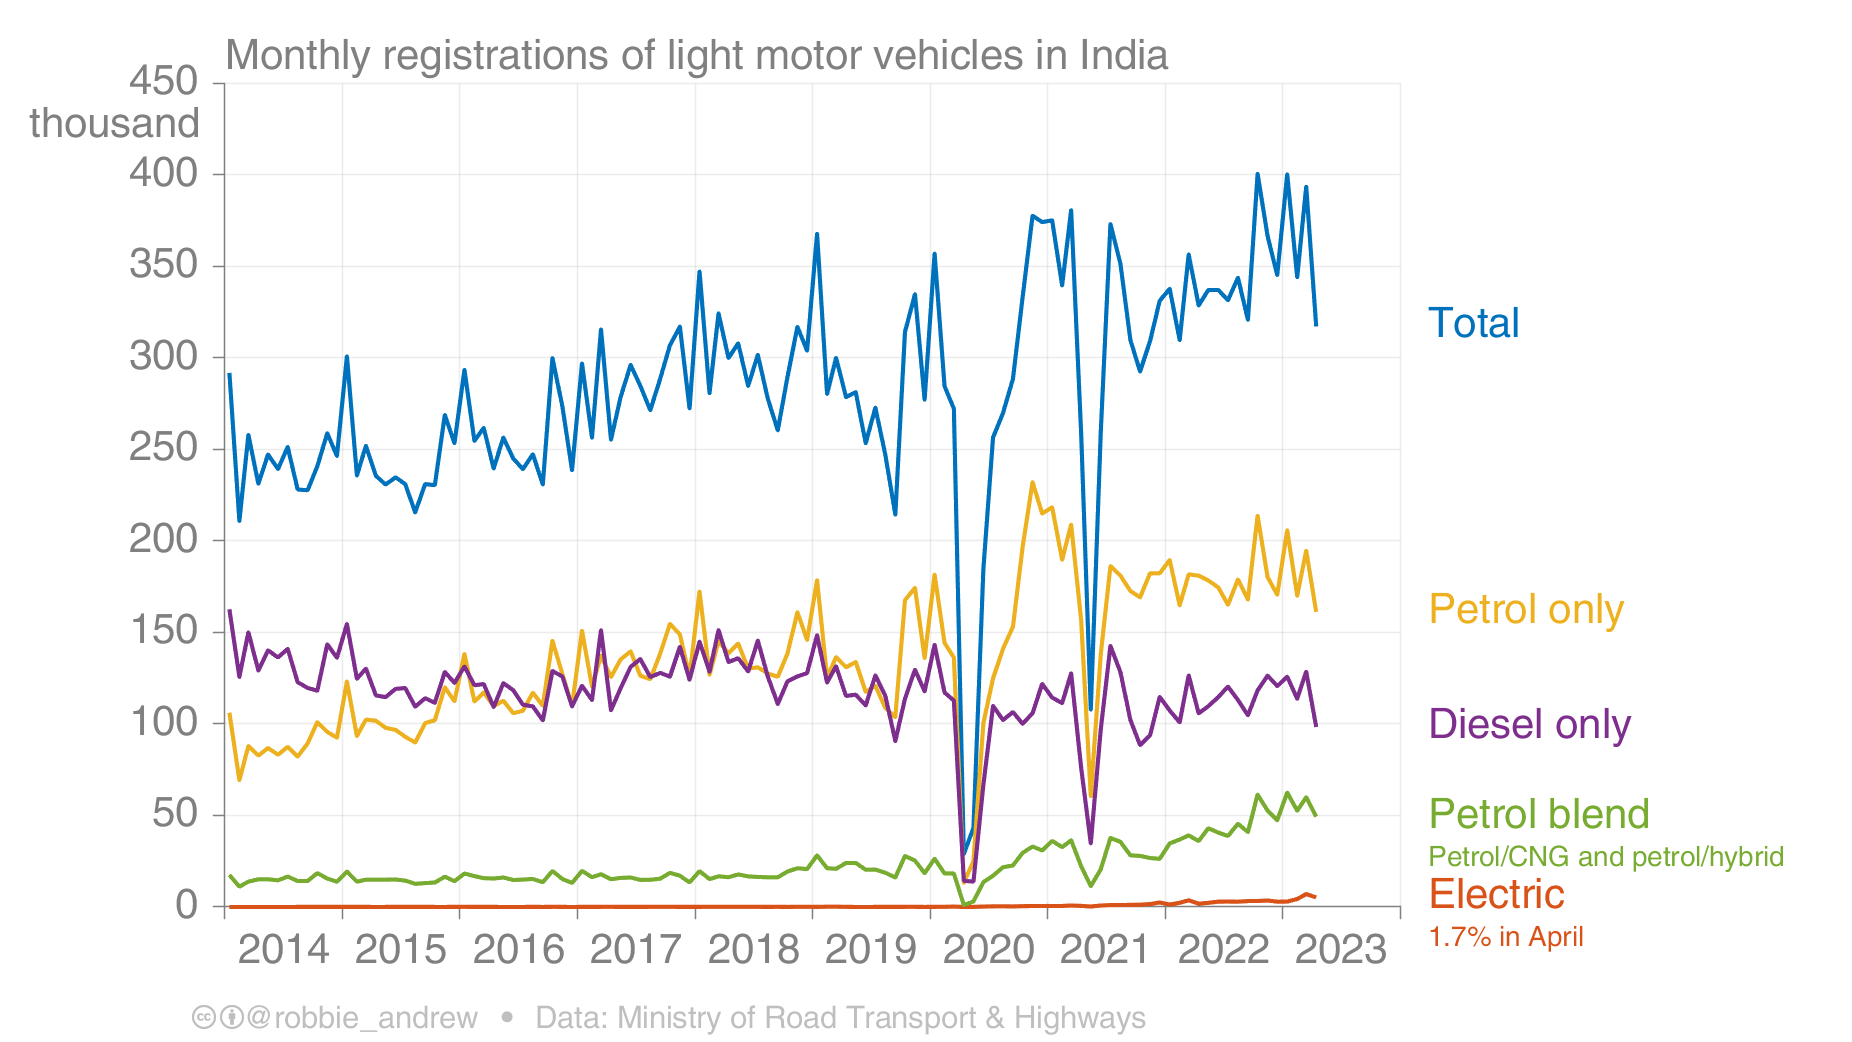 Monthly registrations of light motor vehicles in India
450
thousand
400
350
300
250
200
150
100
50
0
2014 2015 2016 2017 2018 2019 2020 2021 2022 2023
Total
Petrol only
Diesel only
Petrol blend
Petrol/CNG and petrol/hybrid
Electric
1.7% in April
cc @robbie_andrew • Data: Ministry of Road Transport & Highways